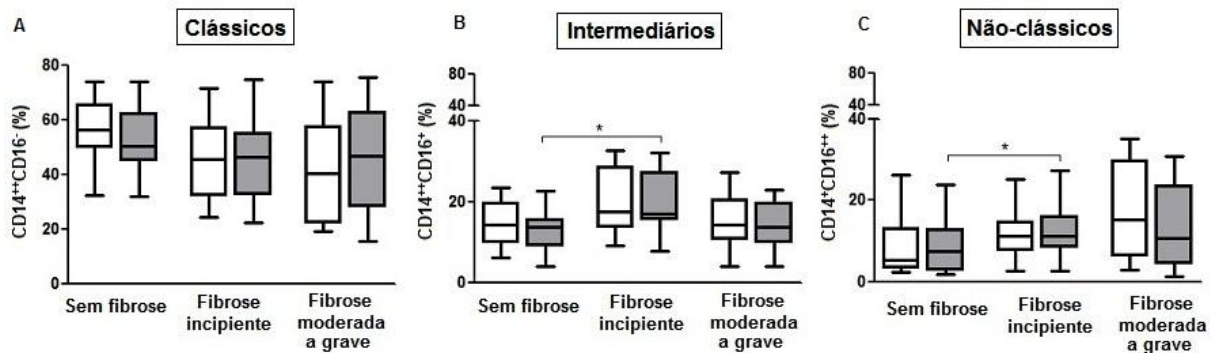 A
Clássicos
CD14⁺⁺CD16⁻ (%)
80
60
40
20
0
Sem fibrose
Fibrose
incipiente
Fibrose
moderada
a grave
B
Intermediários
CD14⁺⁺CD16⁺ (%)
80
40
40
20
0
*
Sem fibrose
Fibrose
incipiente
Fibrose
moderada
a grave
C
Não-clássicos
CD14⁺CD16⁺⁺ (%)
80
40
40
20
0
*
Sem fibrose
Fibrose
incipiente
Fibrose
moderada
a grave